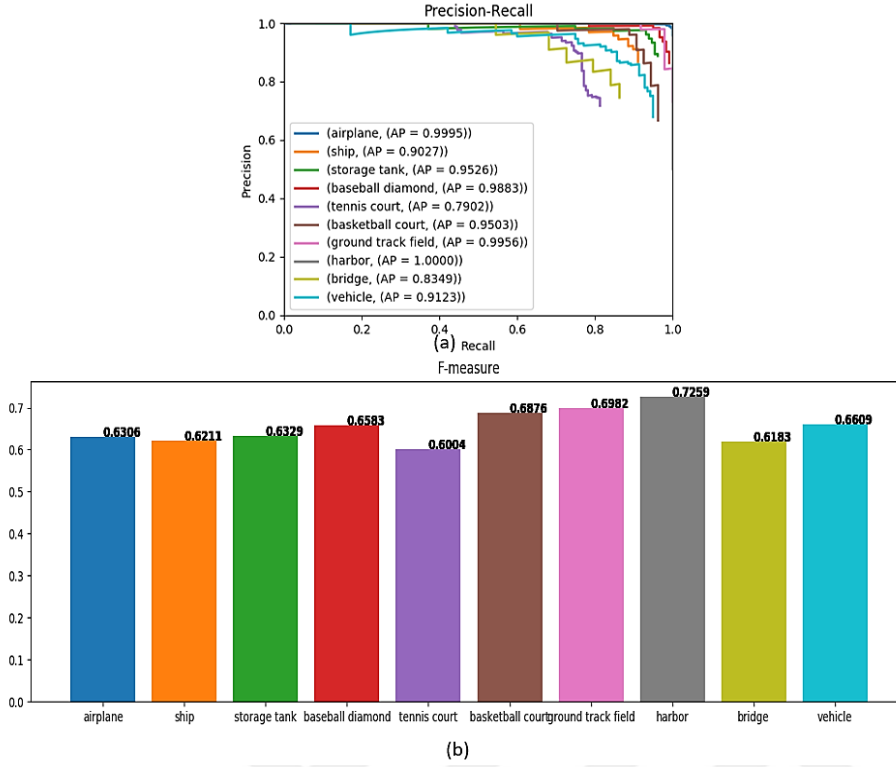 Precision-Recall
1.0
0.8
0.6
0.4
0.2
0.0
Precision
(airplane, (AP = 0.9995))
(ship, (AP = 0.9027))
(storage tank, (AP = 0.9526))
(baseball diamond, (AP = 0.9883))
(tennis court, (AP = 0.7902))
(basketball court, (AP = 0.9503))
(ground track field, (AP = 0.9956))
(harbor, (AP = 1.0000))
(bridge, (AP = 0.8349))
(vehicle, (AP = 0.9123))
0.0 0.2 0.4 0.6 0.8 1.0
(a) Recall
F-measure
0.7
0.6
0.5
0.4
0.3
0.2
0.1
0.0
0.6306 0.6211 0.6329 0.6583 0.6004 0.6876 0.6982 0.7259 0.6183 0.6609
airplane ship storage tank baseball diamond tennis court basketball court ground track field harbor bridge vehicle
(b)